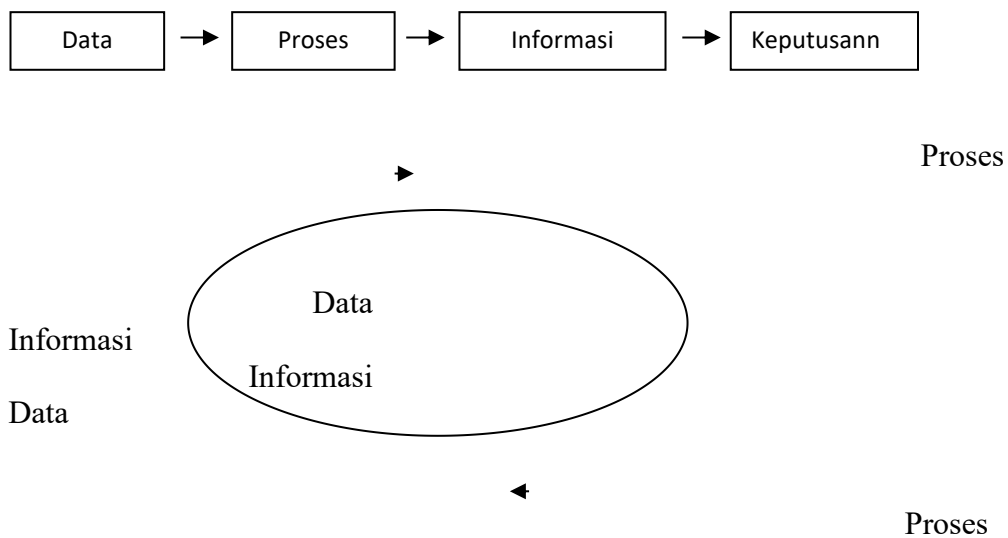 Data Proses Informasi Keputusann
Proses
Data
Informasi
Informasi
Data
Proses